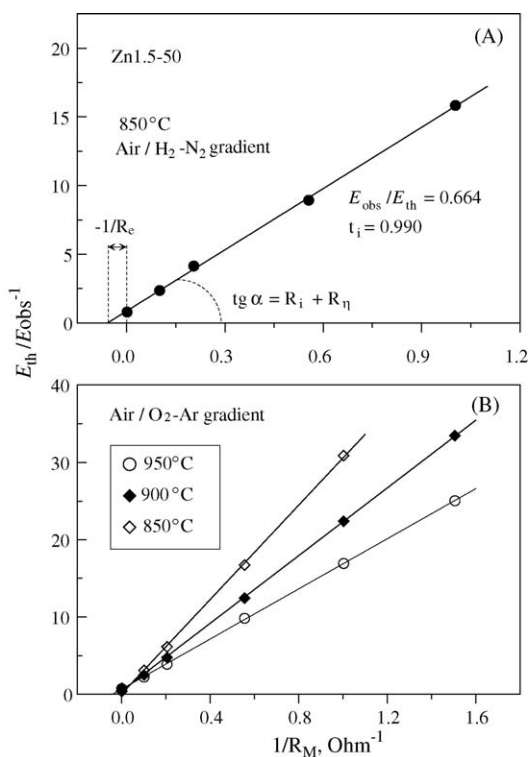 (A)
20
Zn1.5-50
850°C
Air / H₂ -N₂ gradient
15
10
E_obs /E_th = 0.664
t_i = 0.990
-1/R_e
5
tg α = R_i + R_η
0
0.0 0.3 0.6 0.9 1.2
E_th /Eobs⁻¹
40
(B)
Air / O₂-Ar gradient
950°C
900°C
850°C
30
20
10
0
0.0 0.4 0.8 1.2 1.6
1/R_M, Ohm⁻¹